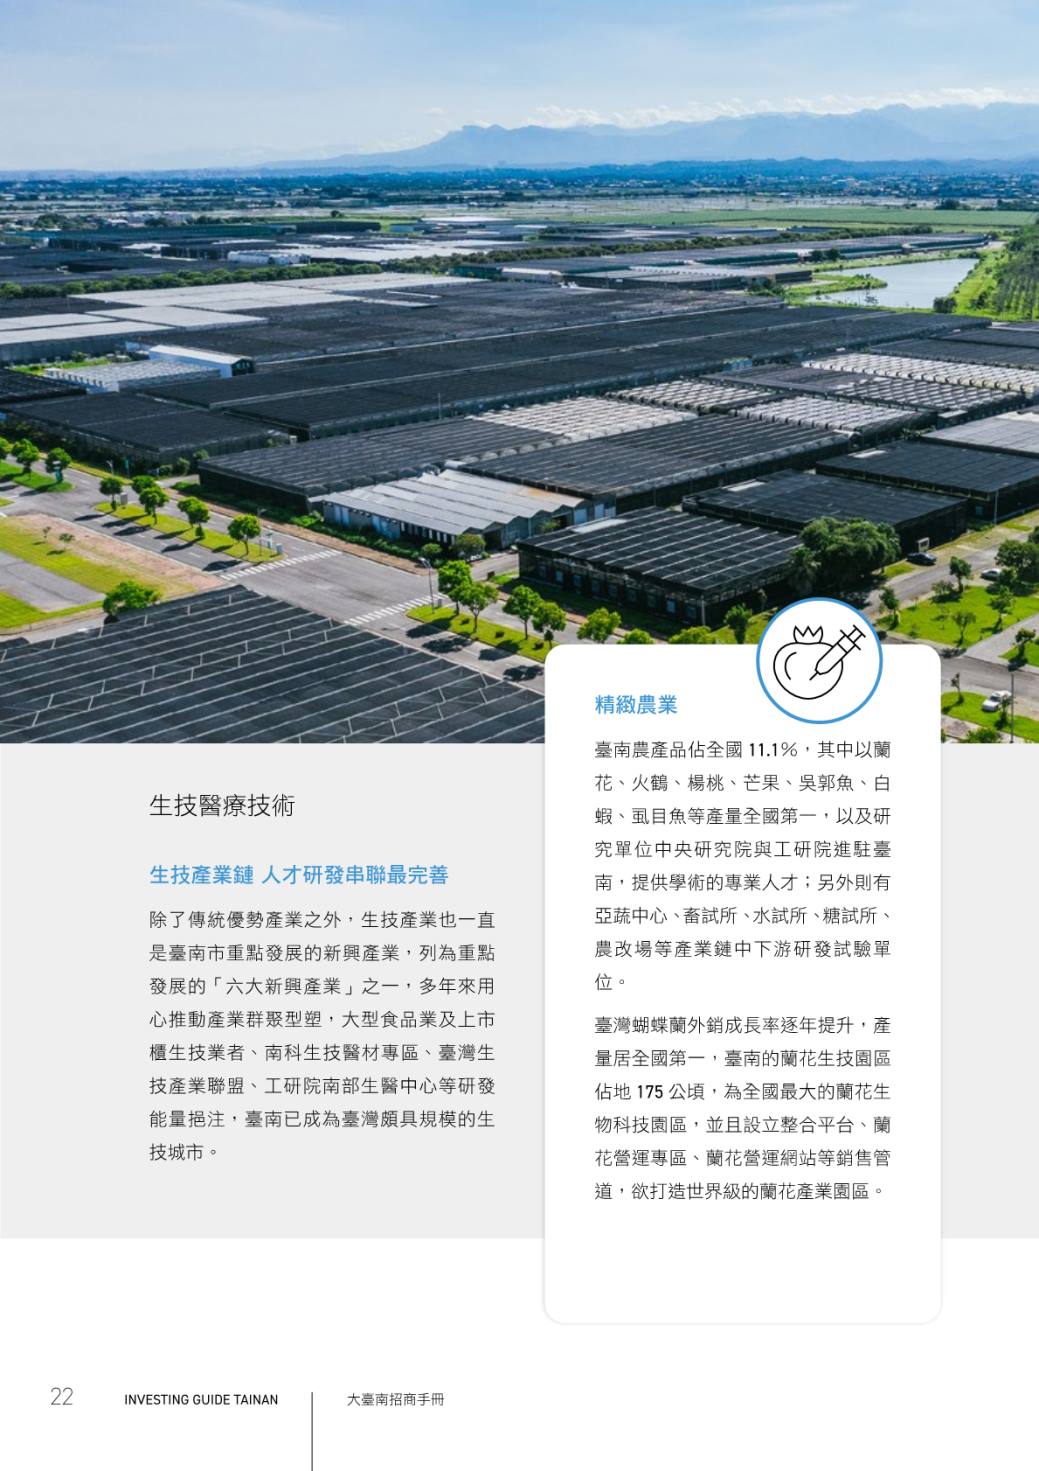 生技醫療技術
生技產業鏈 人才研發串聯最完善
除了傳統優勢產業之外，生技產業也一直
是臺南市重點發展的新興產業，列為重點
發展的「六大新興產業」之一，多年來用
心推動產業群聚型塑，大型食品業及上市
櫃生技業者、南科生技醫材專區、臺灣生
技產業聯盟、工研院南部生醫中心等研發
能量挹注，臺南已成為臺灣頗具規模的生
技城市。
精緻農業
臺南農產品佔全國 11.1%，其中以蘭
花、火鶴、楊桃、芒果、吳郭魚、白
蝦、虱目魚等產量全國第一，以及研
究單位中央研究院與工研院進駐臺
南，提供學術的專業人才；另外則有
亞蔬中心、畜試所、水試所、糖試所、
農改場等產業鏈中下游研發試驗單
位。
臺灣蝴蝶蘭外銷成長率逐年提升，產
量居全國第一，臺南的蘭花生技園區
佔地 175 公頃，為全國最大的蘭花生
物科技園區，並且設立整合平台、蘭
花營運專區、蘭花營運網站等銷售管
道，欲打造世界級的蘭花產業園區。
22 INVESTING GUIDE TAINAN 大臺南招商手冊